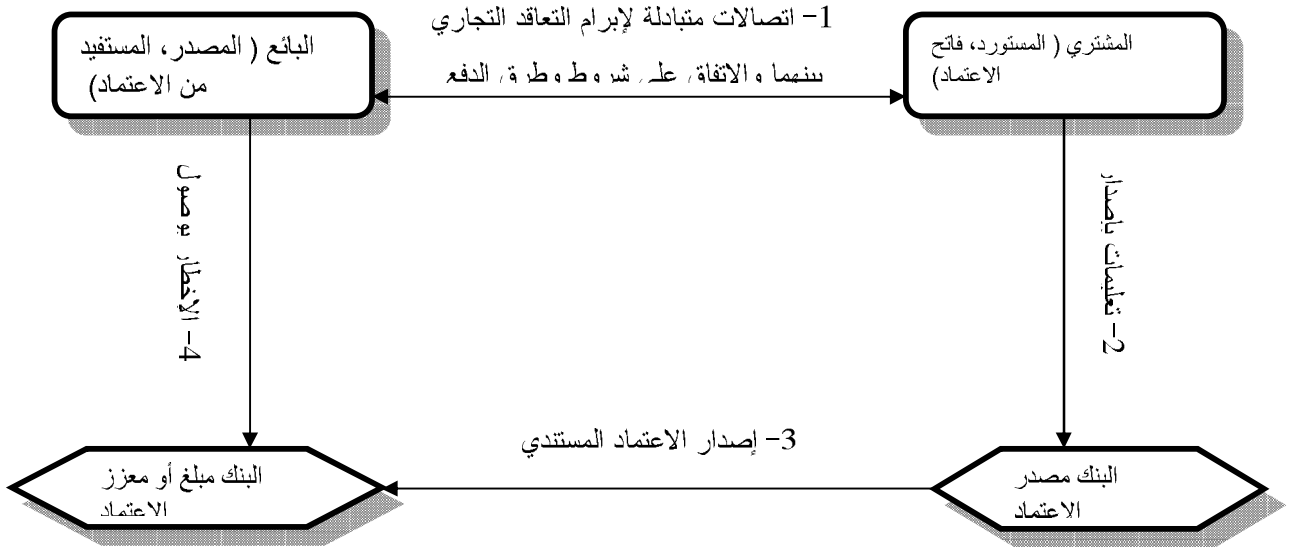 1- اتصالات متبادلة لإبرام التعاقد التجاري
بينهما والاتفاق على شروط وطرق الدفع
المشتري ( المستورد، فاتح
الاعتماد)
البائع ( المصدر، المستفيد
من الاعتماد)
2- تعليمات بإصدار
4- الإخطار بوصول
3- إصدار الاعتماد المستندي
البنك مصدر
الاعتماد
البنك مبلغ أو معزز
الاعتماد